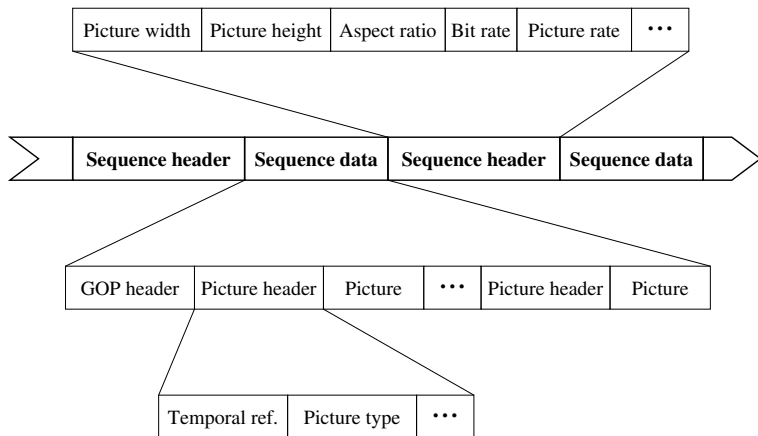 Picture width Picture height Aspect ratio Bit rate Picture rate ...
Sequence header Sequence data Sequence header Sequence data
GOP header Picture header Picture ... Picture header Picture
Temporal ref. Picture type ...